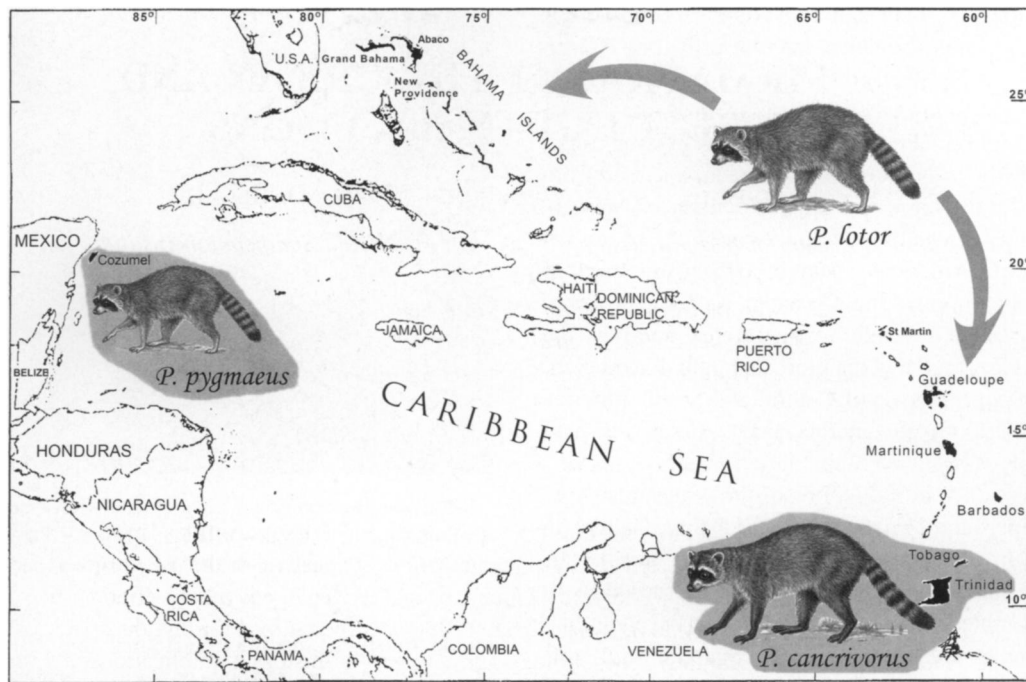 85°
80°
75°
70°
65°
60°
U.S.A.
Abaco
Grand Bahama
New
Providence
BAHAMA
ISLANDS
25°
CUBA
P. lotor
MEXICO
Cozumel
20°
HAITI
DOMINICAN
REPUBLIC
JAMAICA
PUERTO
RICO
St Martin
BELIZE
P. pygmaeus
Guadeloupe
CARIBBEAN SEA
HONDURAS
15°
Martinique
NICARAGUA
Barbados
Tobago
Trinidad
COSTA
RICA
10°
PANAMA
COLOMBIA
VENEZUELA
P. cancrivorus